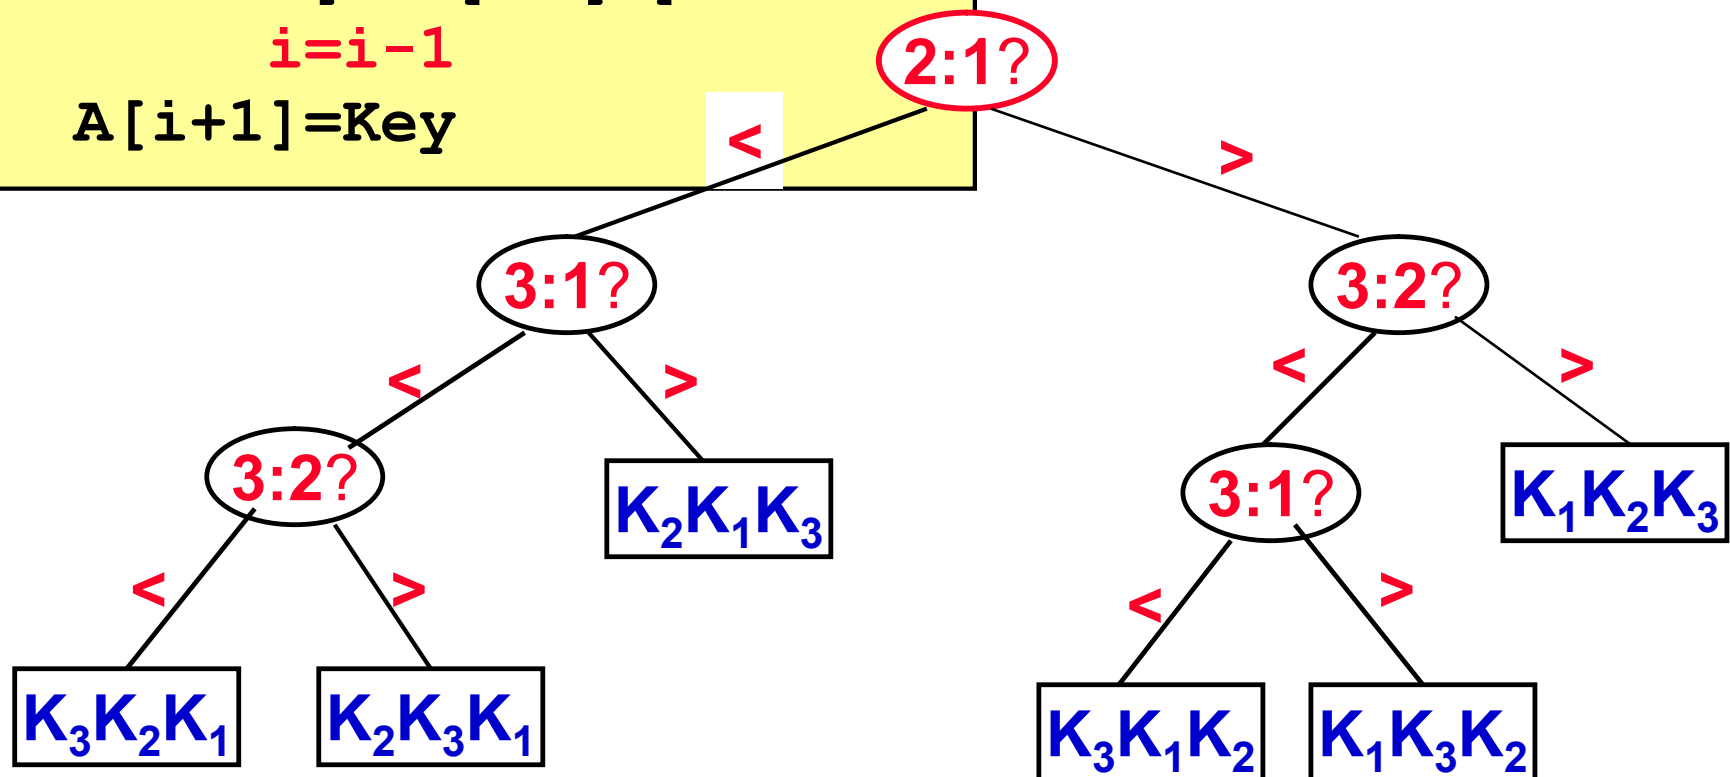 i=i-1
A[i+1]=Key
2:1?
<
>
3:1?
3:2?
<
>
<
>
3:2?
K₂K₁K₃
3:1?
K₁K₂K₃
<
>
<
>
K₃K₂K₁
K₂K₃K₁
K₃K₁K₂
K₁K₃K₂